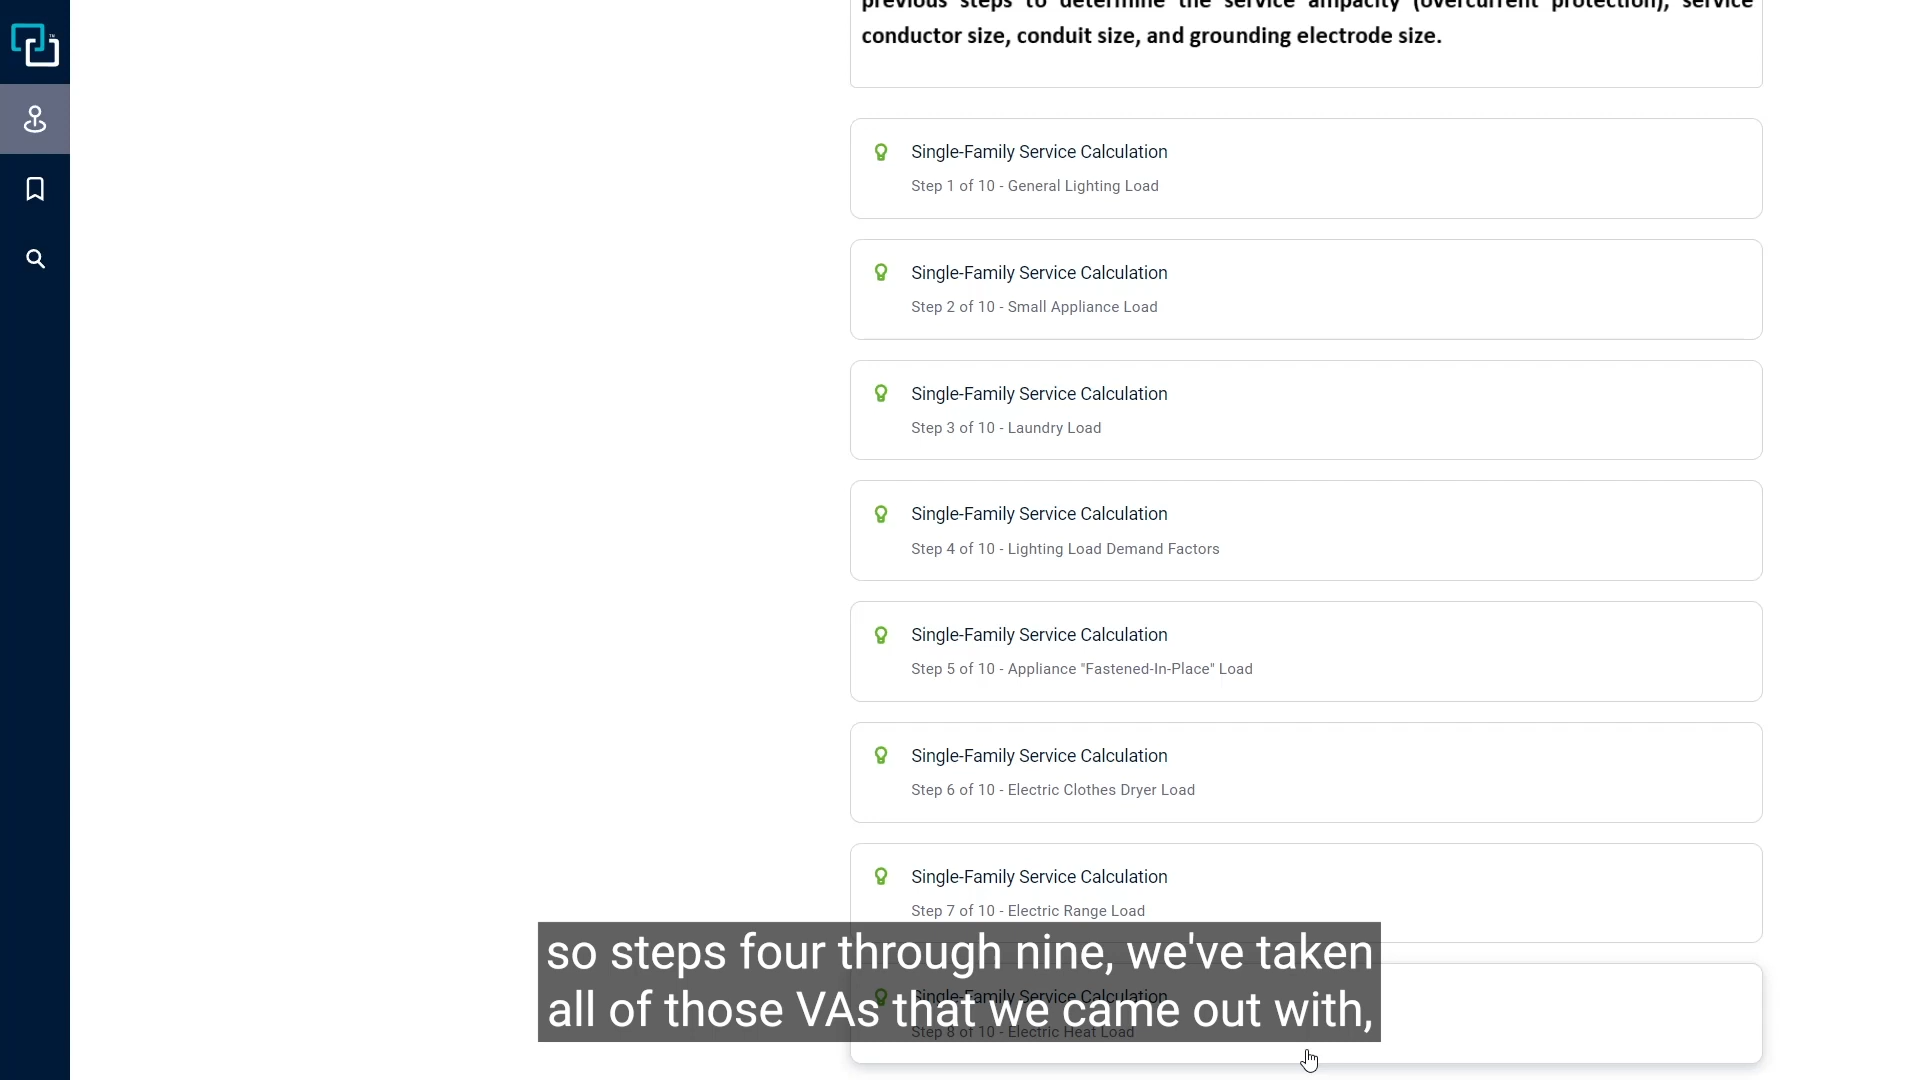 previous steps to determine the service ampacity (overcurrent protection), service
conductor size, conduit size, and grounding electrode size.
Single-Family Service Calculation
Step 1 of 10 - General Lighting Load
Single-Family Service Calculation
Step 2 of 10 - Small Appliance Load
Single-Family Service Calculation
Step 3 of 10 - Laundry Load
Single-Family Service Calculation
Step 4 of 10 - Lighting Load Demand Factors
Single-Family Service Calculation
Step 5 of 10 - Appliance "Fastened-In-Place" Load
Single-Family Service Calculation
Step 6 of 10 - Electric Clothes Dryer Load
Single-Family Service Calculation
Step 7 of 10 - Electric Range Load
Single-Family Service Calculation
Step 8 of 10 - Electric Heat Load
so steps four through nine, we've taken
all of those VAs that we came out with,